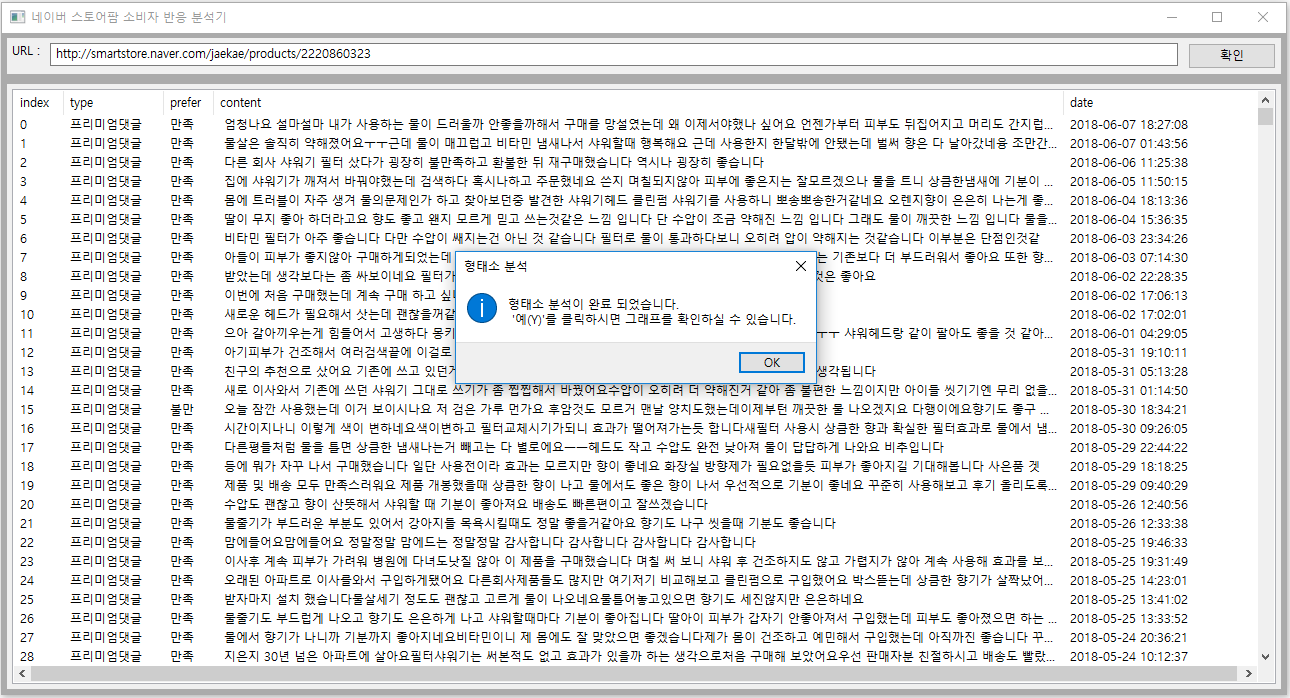 네이버 스토어팜 소비자 반응 분석기
URL : http://smartstore.naver.com/jaekae/products/2220860323 확인
index type prefer content date
0 프리미엄댓글 만족 엄청나요 설마설마 내가 사용하는 물이 드러울까 안좋을까해서 구매를 망설였는데 왜 이제서야했나 싶어요 언젠가부터 피부도 뒤집어지고 머리도 간지럽... 2018-06-07 18:27:08
1 프리미엄댓글 만족 물살은 솔직히 약해졌어요ㅜㅜ근데 물이 매끄럽고 비타민 냄새나서 샤워할때 행복해요 근데 사용한지 한달밖에 안됐는데 벌써 향은 다 날아갔네용 조만간... 2018-06-07 01:43:56
2 프리미엄댓글 만족 다른 회사 샤워기 필터 샀다가 굉장히 불만족하고 환불한 뒤 재구매했습니다 역시나 굉장히 좋습니다 2018-06-06 11:25:38
3 프리미엄댓글 만족 집에 샤워기가 깨져서 바꿔야했는데 검색하다 혹시나하고 주문했네요 쓴지 며칠되지않아 피부에 좋은지는 잘모르겠으나 물을 트니 상큼한냄새에 기분이 ... 2018-06-05 11:50:15
4 프리미엄댓글 만족 몸에 트러블이 자주 생겨 물의문제인가 하고 찾아보던중 발견한 샤워기헤드 클린펌 샤워기를 사용하니 뽀송뽀송한거같네요 오렌지향이 은은히 나는게 좋... 2018-06-04 18:13:36
5 프리미엄댓글 만족 딸이 무지 좋아 하더라고요 향도 좋고 왠지 모르게 믿고 쓰는것같은 느낌 입니다 단 수압이 조금 약해진 느낌 입니다 그래도 물이 깨끗한 느낌 입니다 물을... 2018-06-04 15:36:35
6 프리미엄댓글 만족 비타민 필터가 아주 좋습니다 다만 수압이 쌔지는건 아닌 것 같습니다 필터로 물이 통과하다보니 오히려 압이 약해지는 것같습니다 이부분은 단점인것같 2018-06-03 23:34:26
7 프리미엄댓글 만족 아들이 피부가 좋지않아 구매하게되었는데 는 기존보다 더 부드러워서 좋아요 또한 향... 2018-06-03 07:14:30
8 프리미엄댓글 만족 받았는데 생각보다는 좀 싸보이네요 필터가 것은 좋아요 2018-06-02 22:28:35
9 프리미엄댓글 만족 이번에 처음 구매했는데 계속 구매 하고 싶 2018-06-02 17:06:13
10 프리미엄댓글 만족 새로운 헤드가 필요해서 샀는데 괜찮을꺼같 2018-06-02 17:02:01
11 프리미엄댓글 만족 으아 갈아끼우는게 힘들어서 고생하다 몽키 ㅜㅜ 샤워헤드랑 같이 팔아도 좋을 것 같아... 2018-06-01 04:29:05
12 프리미엄댓글 만족 아기피부가 건조해서 여러검색끝에 이걸로 2018-05-31 19:10:11
13 프리미엄댓글 만족 친구의 추천으로 샀어요 기존에 쓰고 있던 생각됩니다 2018-05-31 05:13:28
형태소 분석
형태소 분석이 완료 되었습니다.
'예(Y)'를 클릭하시면 그래프를 확인하실 수 있습니다.
OK
14 프리미엄댓글 만족 새로 이사와서 기존에 쓰던 샤워기 그대로 쓰기가 좀 찝찝해서 바꿨어요수압이 오히려 더 약해진거 같아 좀 불편한 느낌이지만 아이들 씻기기엔 무리 없을... 2018-05-31 01:14:50
15 프리미엄댓글 불만 오늘 잠깐 사용했는데 이거 보이시나요 저 검은 가루 먼가요 후암것도 모르거 맨날 양치도했는데이제부턴 깨끗한 물 나오겠지요 다행이에요향기도 좋구 ... 2018-05-30 18:34:21
16 프리미엄댓글 만족 시간이지나니 이렇게 색이 변하네요색이변하고 필터교체시기가되니 효과가 떨어져가는듯 합니다새필터 사용시 상큼한 향과 확실한 필터효과로 물에서 냄... 2018-05-30 09:26:05
17 프리미엄댓글 만족 다른평들처럼 물을 틀면 상큼한 냄새나는거 빼고는 다 별로에요ㅡㅡ헤드도 작고 수압도 완전 낮아져 물이 답답하게 나와요 비추입니다 2018-05-29 22:44:22
18 프리미엄댓글 만족 등에 뭐가 자꾸 나서 구매했습니다 일단 사용전이라 효과는 모르지만 향이 좋네요 화장실 방향제가 필요없을듯 피부가 좋아지길 기대해봅니다 사은품 겟 2018-05-29 18:18:25
19 프리미엄댓글 만족 제품 및 배송 모두 만족스러워요 제품 개봉했을때 상큼한 향이 나고 물에서도 좋은 향이 나서 우선적으로 기분이 좋네요 꾸준히 사용해보고 후기 올리도록... 2018-05-29 09:40:29
20 프리미엄댓글 만족 수압도 괜찮고 향이 산뜻해서 샤워할 때 기분이 좋아져요 배송도 빠른편이고 잘쓰겠습니다 2018-05-26 12:40:56
21 프리미엄댓글 만족 물줄기가 부드러운 부분도 있어서 강아지들 목욕시킬때도 정말 좋을거같아요 향기도 나구 씻을때 기분도 좋습니다 2018-05-26 12:33:38
22 프리미엄댓글 만족 맘에들어요맘에들어요 정말정말 맘에드는 정말정말 감사합니다 감사합니다 감사합니다 감사합니다 2018-05-25 19:46:33
23 프리미엄댓글 만족 이사후 계속 피부가 가려워 병원에 다녀도낫질 않아 이 제품을 구매했습니다 며칠 써 보니 샤워 후 건조하지도 않고 가렵지가 않아 계속 사용해 효과를 보... 2018-05-25 19:31:49
24 프리미엄댓글 만족 오래된 아파트로 이사를와서 구입하게됐어요 다른회사제품들도 많지만 여기저기 비교해보고 클린펌으로 구입했어요 박스뜯는데 상큼한 향기가 살짝났어... 2018-05-25 14:23:01
25 프리미엄댓글 만족 받자마자 설치 했습니다물살세기 정도도 괜찮고 고르게 물이 나오네요물틀어놓고있으면 향기도 세진않지만 은은하네요 2018-05-25 13:41:02
26 프리미엄댓글 만족 물줄기도 부드럽게 나오고 향기도 은은하게 나고 샤워할때마다 기분이 좋아집니다 딸아이 피부가 갑자기 안좋아져서 구입했는데 피부도 좋아졌으면 하는 ... 2018-05-25 13:33:52
27 프리미엄댓글 만족 물에서 향기가 나니까 기분까지 좋아지네요비타민이니 제 몸에도 잘 맞았으면 좋겠습니다제가 몸이 건조하고 예민해서 구입했는데 아직까진 좋습니다 꾸... 2018-05-24 20:36:21
28 프리미엄댓글 만족 지은지 30년 넘은 아파트에 살아요필터샤워기는 써본적도 없고 효과가 있을까 하는 생각으로처음 구매해 보았어요우선 판매자분 친절하시고 배송도 빨랐... 2018-05-24 10:12:37